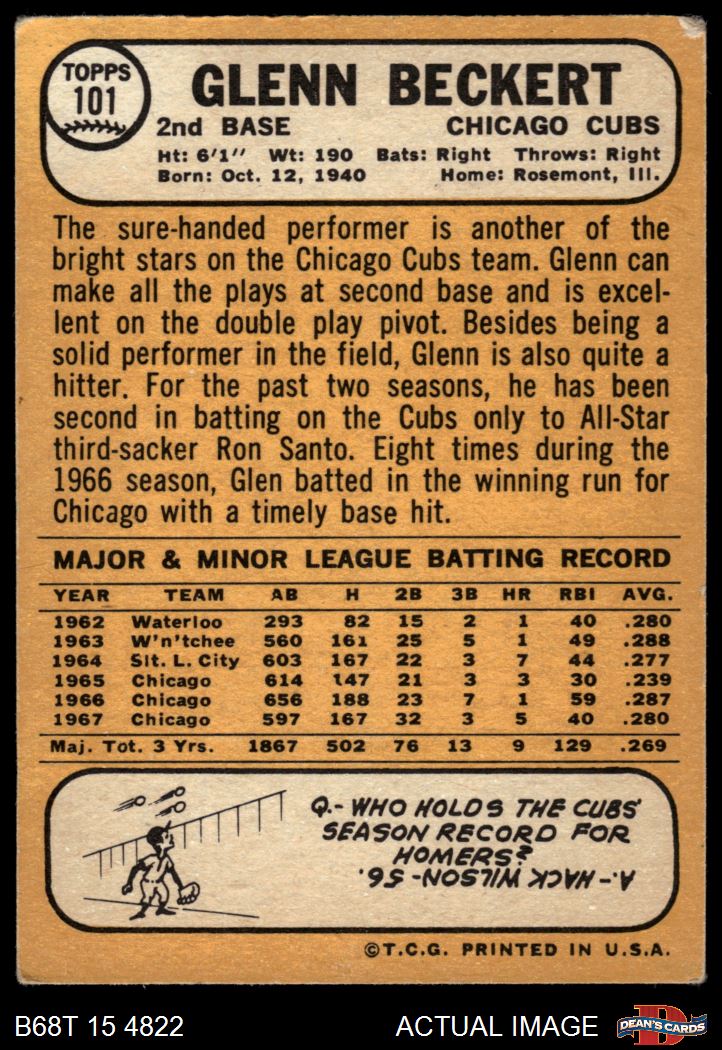 TOPPS
101
GLENN BECKERT
2nd BASE CHICAGO CUBS
Ht: 6'1" Wt: 190 Bats: Right Throws: Right
Born: Oct. 12, 1940 Home: Rosemont, Ill.
The sure-handed performer is another of the
bright stars on the Chicago Cubs team. Glenn can
make all the plays at second base and is excel-
lent on the double play pivot. Besides being a
solid performer in the field, Glenn is also quite a
hitter. For the past two seasons, he has been
second in batting on the Cubs only to All-Star
third-sacker Ron Santo. Eight times during the
1966 season, Glen batted in the winning run for
Chicago with a timely base hit.
MAJOR & MINOR LEAGUE BATTING RECORD
YEAR TEAM AB H 2B 3B HR RBI AVG.
1962 Waterloo 293 82 15 2 1 40 .280
1963 W'n'tchee 560 161 25 5 1 49 .288
1964 Slt. L. City 603 167 22 3 7 44 .277
1965 Chicago 614 147 21 3 3 30 .239
1966 Chicago 656 188 23 7 1 59 .287
1967 Chicago 597 167 32 3 5 40 .280
Maj. Tot. 3 Yrs. 1867 502 76 13 9 129 .269
Q.- WHO HOLDS THE CUBS'
SEASON RECORD FOR
HOMERS?
A.- HACK WILSON- 56.
©T.C.G. PRINTED IN U.S.A.
B68T 15 4822 ACTUAL IMAGE
D
DEAN'S CARDS